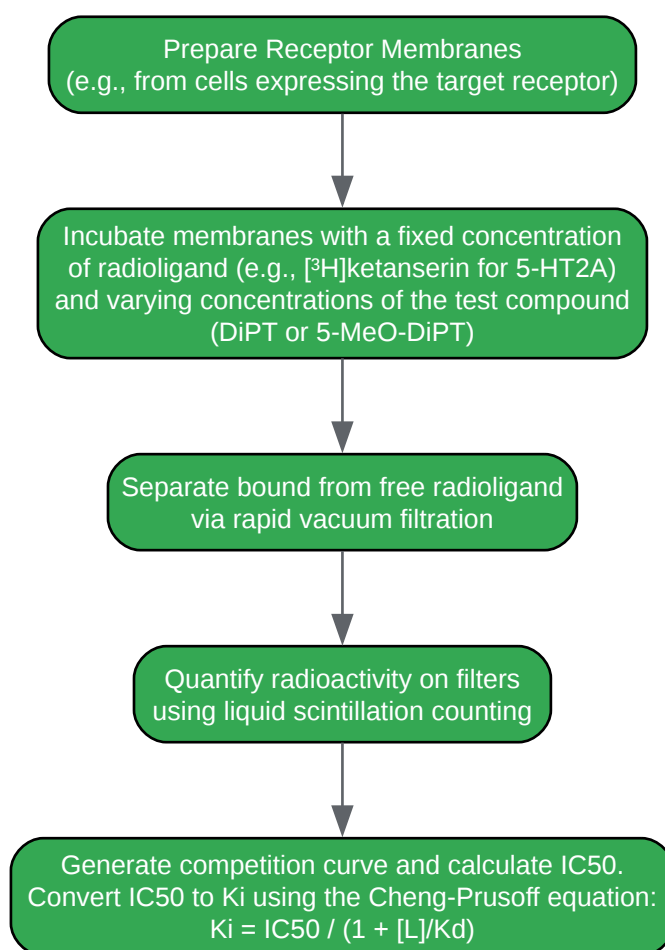 Prepare Receptor Membranes
(e.g., from cells expressing the target receptor)
Incubate membranes with a fixed concentration
of radioligand (e.g., [³H]ketanserin for 5-HT2A)
and varying concentrations of the test compound
(DiPT or 5-MeO-DiPT)
Separate bound from free radioligand
via rapid vacuum filtration
Quantify radioactivity on filters
using liquid scintillation counting
Generate competition curve and calculate IC50.
Convert IC50 to Ki using the Cheng-Prusoff equation:
Ki = IC50 / (1 + [L]/Kd)